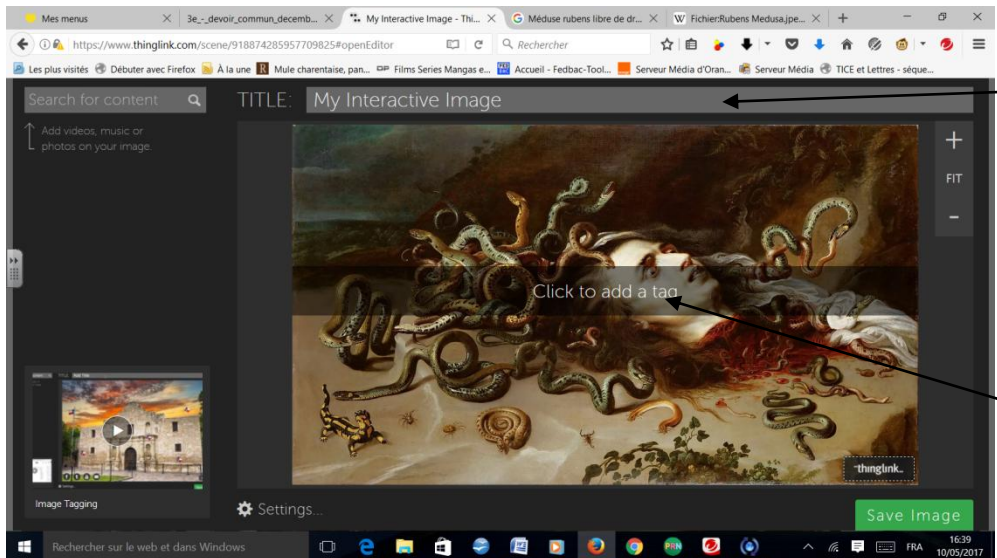 Mes menus
3e_-_devoir_commun_decemb...
My Interactive Image - Thi...
Méduse rubens libre de dr...
Fichier:Rubens Medusa.jpe...
https://www.thinglink.com/scene/918874285957709825#openEditor
Rechercher
Les plus visités
Débuter avec Firefox
À la une
Mule charentaise, pan...
Films Series Mangas e...
Accueil - Fedbac-Tool...
Serveur Média d'Oran...
Serveur Média
TICE et Lettres - séque...
Search for content
TITLE:
My Interactive Image
Add videos, music or
photos on your image.
+
FIT
-
Click to add a tag
thinglink..
Image Tagging
Settings...
Save Image
Rechercher sur le web et dans Windows
PRN
FRA
16:39
10/05/2017